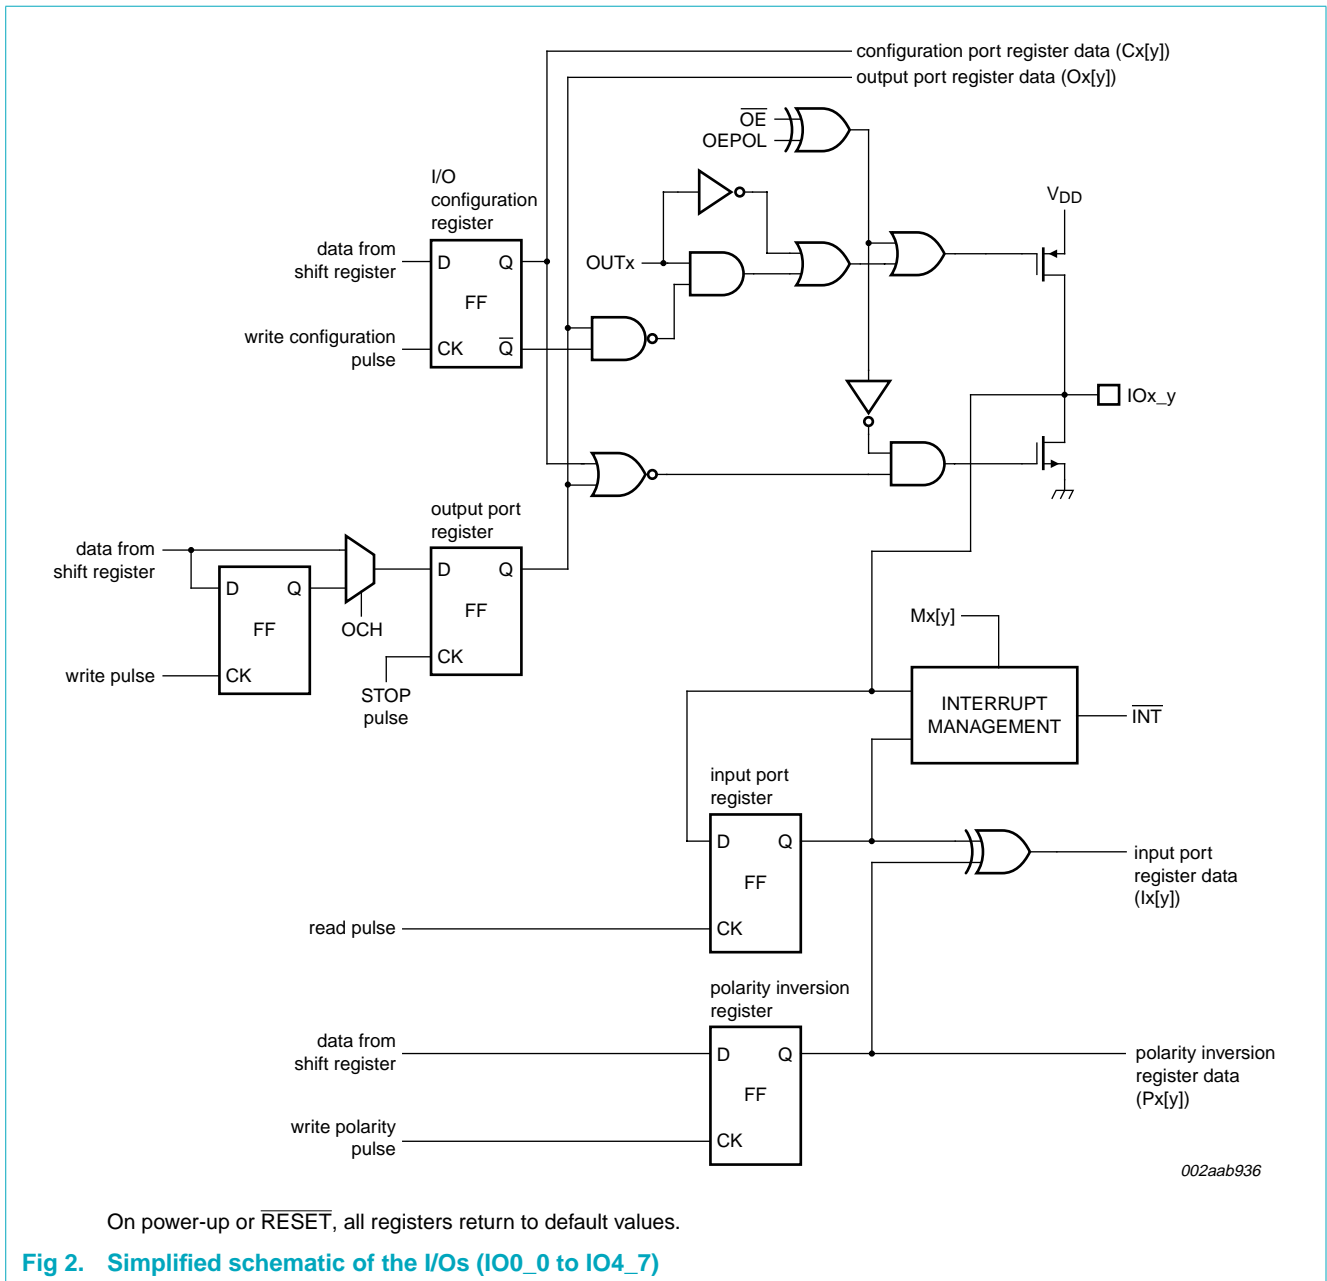 configuration port register data (Cx[y])
output port register data (Ox[y])
OE
OEPOL
I/O
configuration
register
VDD
data from
shift register
D
Q
OUTx
FF
write configuration
pulse
CK
Q
IOx_y
output port
register
data from
shift register
D
Q
D
Q
FF
FF
OCH
Mx[y]
write pulse
CK
CK
STOP
pulse
INTERRUPT
MANAGEMENT
INT
input port
register
D
Q
input port
register data
(Ix[y])
FF
read pulse
CK
polarity inversion
register
data from
shift register
D
Q
polarity inversion
register data
(Px[y])
FF
write polarity
pulse
CK
002aab936
On power-up or RESET, all registers return to default values.
Fig 2. Simplified schematic of the I/Os (IO0_0 to IO4_7)